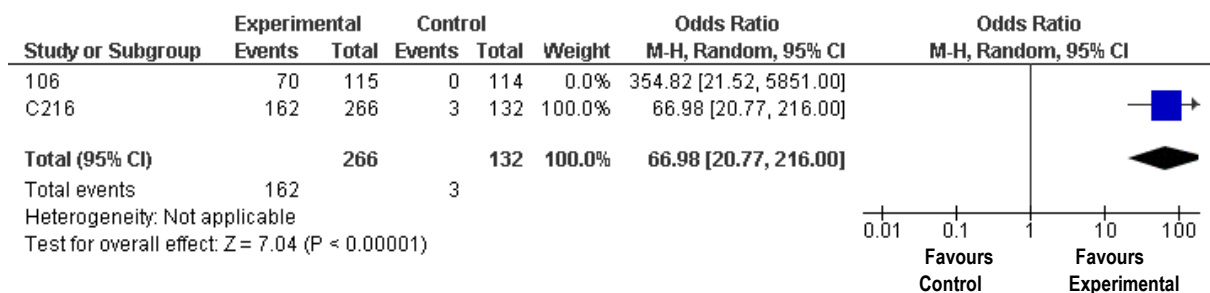 Experimental Control Odds Ratio Odds Ratio
Study or Subgroup Events Total Events Total Weight M-H, Random, 95% CI M-H, Random, 95% CI
106 70 115 0 114 0.0% 354.82 [21.52, 5851.00]
C216 162 266 3 132 100.0% 66.98 [20.77, 216.00]
Total (95% CI) 266 132 100.0% 66.98 [20.77, 216.00]
Total events 162 3
Heterogeneity: Not applicable
Test for overall effect: Z = 7.04 (P < 0.00001)
0.01 0.1 1 10 100
Favours Favours
Control Experimental